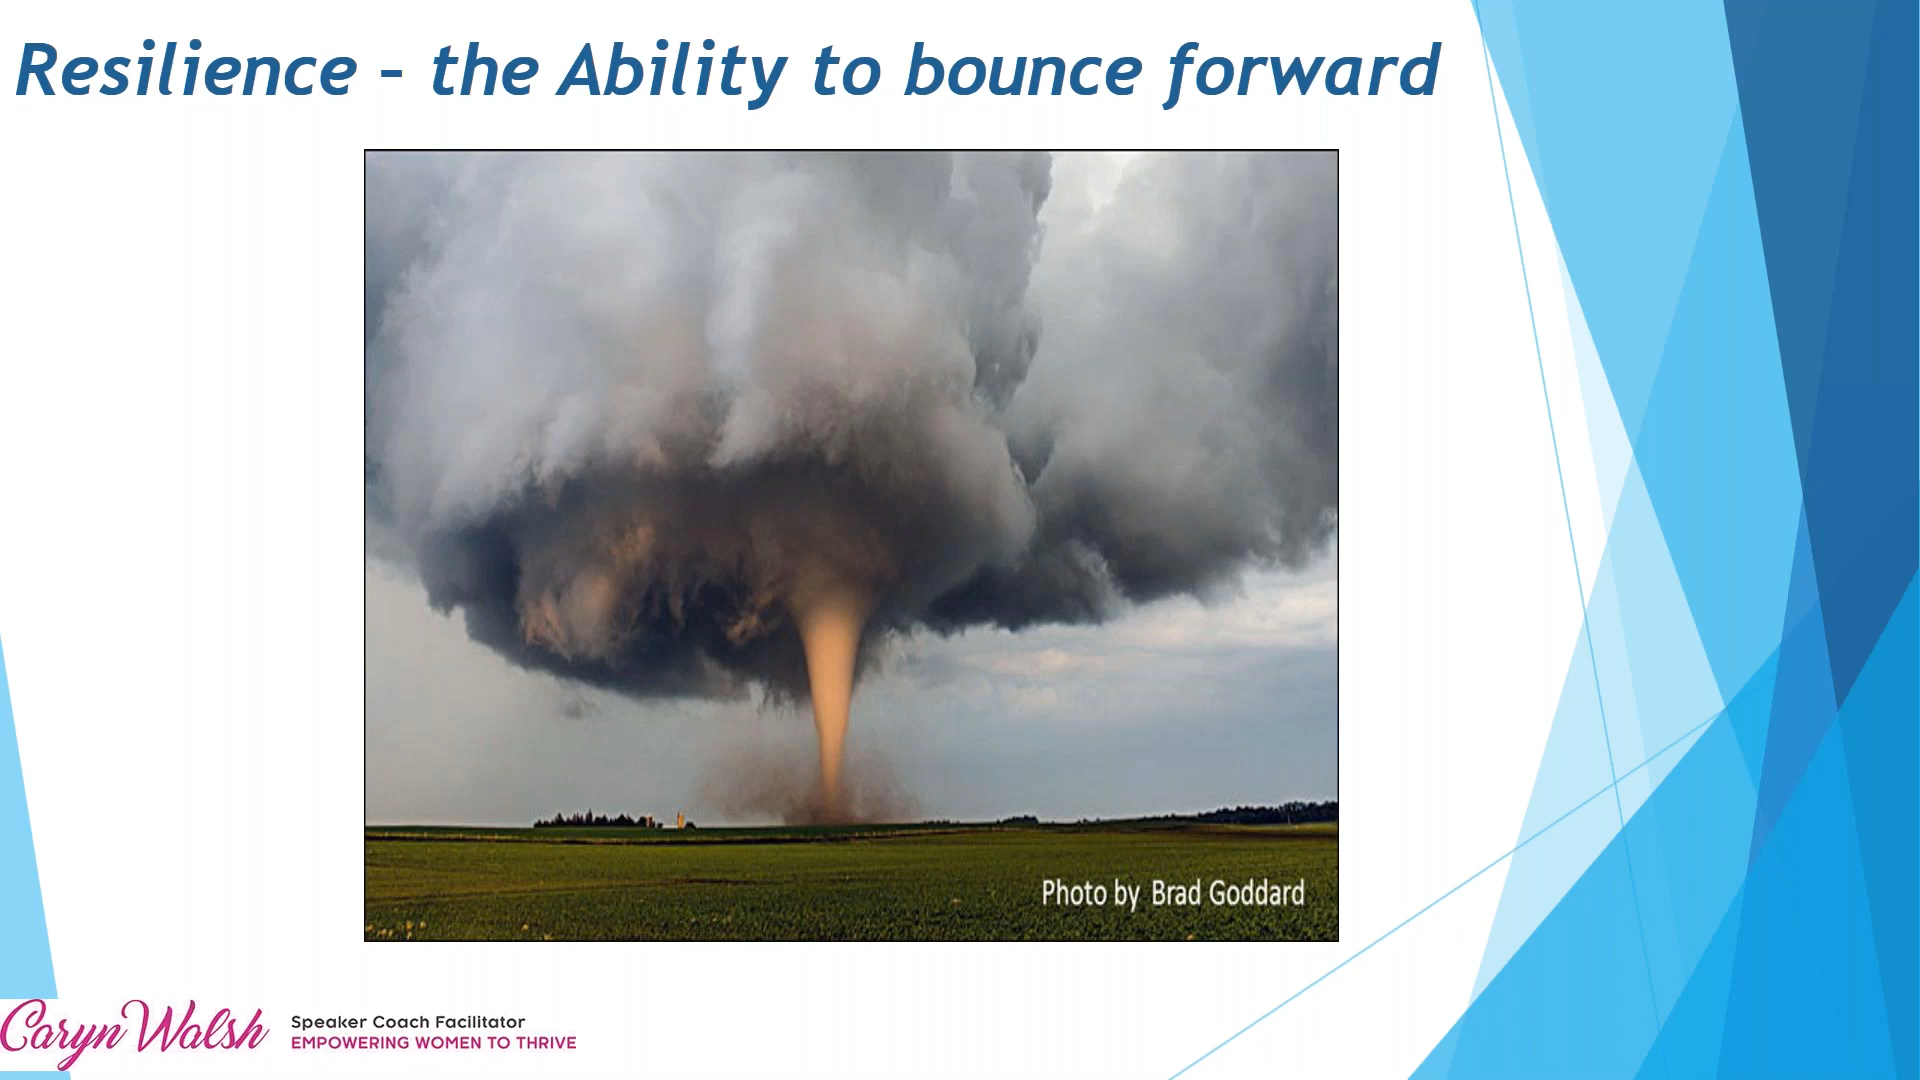 Resilience – the Ability to bounce forward
Photo by Brad Goddard
Caryn Walsh
Speaker Coach Facilitator
EMPOWERING WOMEN TO THRIVE